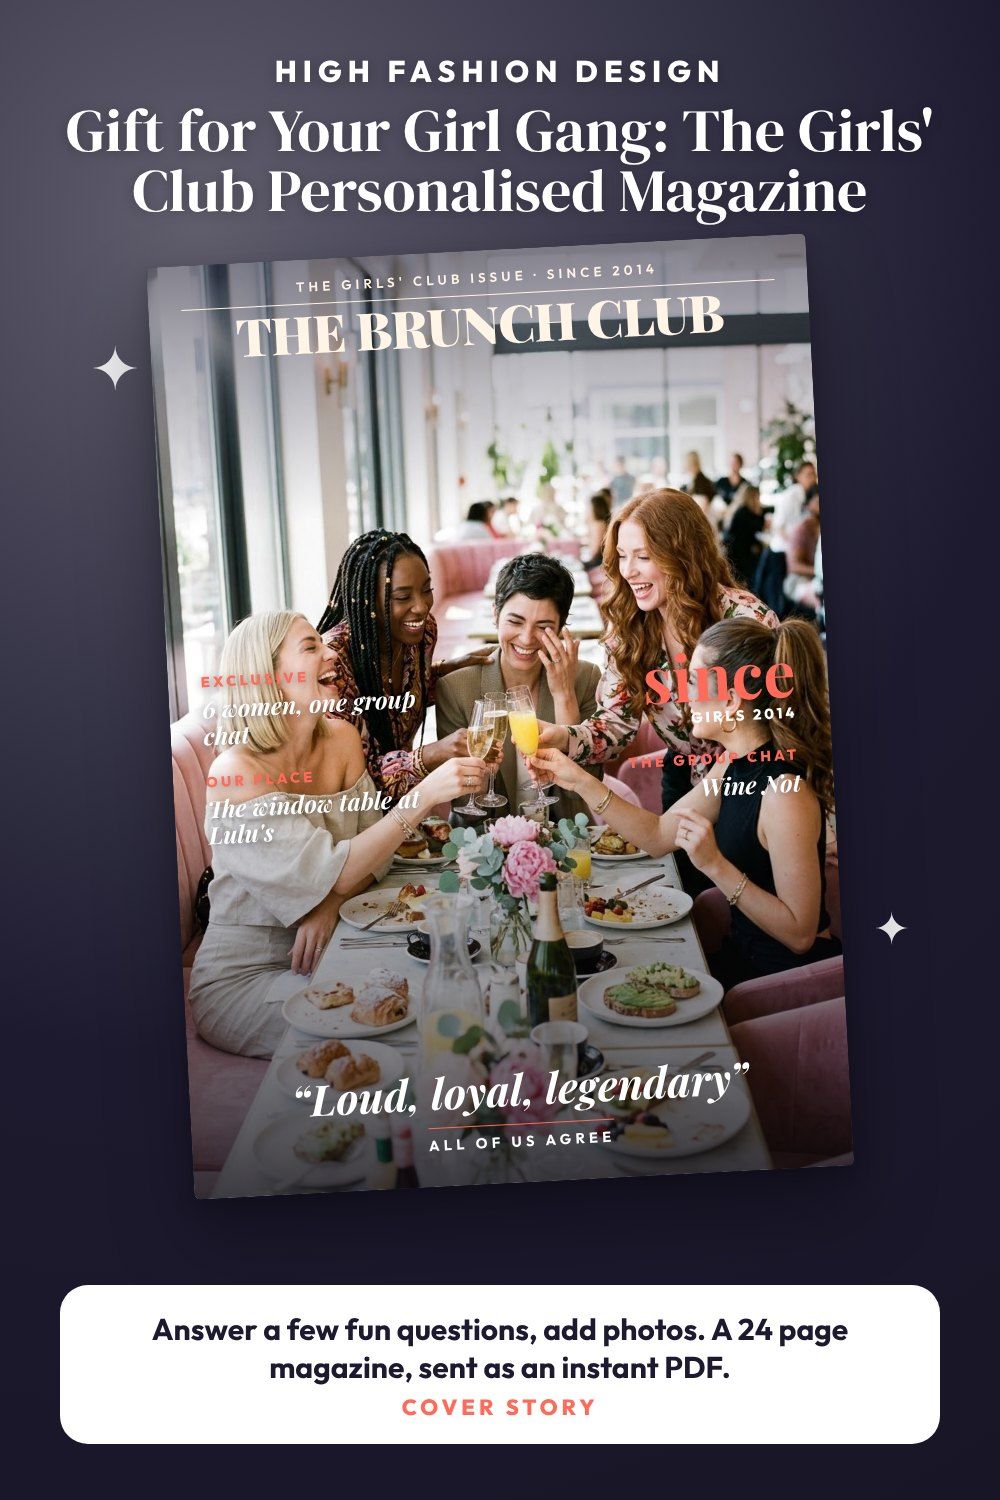 HIGH FASHION DESIGN
Gift for Your Girl Gang: The Girls'
Club Personalised Magazine
THE GIRLS' CLUB ISSUE · SINCE 2014
THE BRUNCH CLUB
EXCLUSIVE
6 women, one group
chat
OUR PLACE
The window table at
Lulu's
since
GIRLS 2014
THE GROUP CHAT
Wine Not
“Loud, loyal, legendary”
ALL OF US AGREE
Answer a few fun questions, add photos. A 24 page
magazine, sent as an instant PDF.
COVER STORY